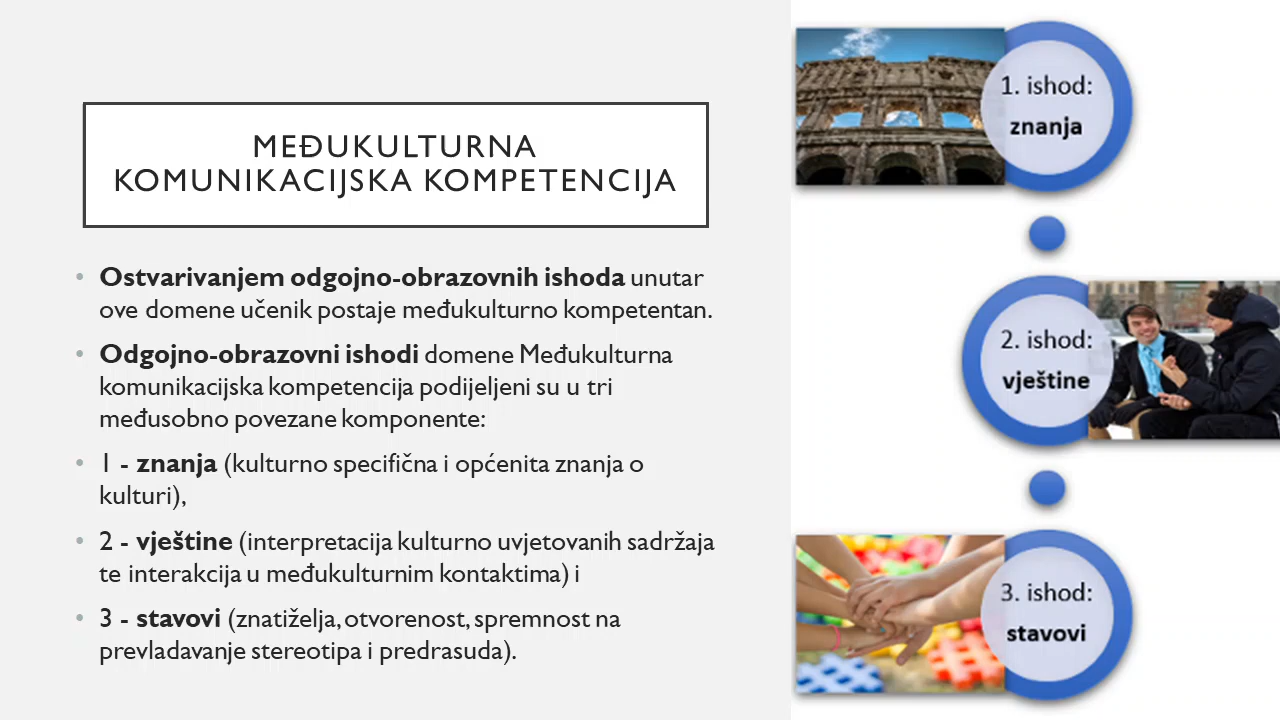 MEĐUKULTURNA
KOMUNIKACIJSKA KOMPETENCIJA
• Ostvarivanjem odgojno-obrazovnih ishoda unutar
ove domene učenik postaje međukulturno kompetentan.
• Odgojno-obrazovni ishodi domene Međukulturna
komunikacijska kompetencija podijeljeni su u tri
međusobno povezane komponente:
• 1 - znanja (kulturno specifična i općenita znanja o
kulturi),
• 2 - vještine (interpretacija kulturno uvjetovanih sadržaja
te interakcija u međukulturnim kontaktima) i
• 3 - stavovi (znatiželja, otvorenost, spremnost na
prevladavanje stereotipa i predrasuda).
1. ishod:
znanja
2. ishod:
vještine
3. ishod:
stavovi